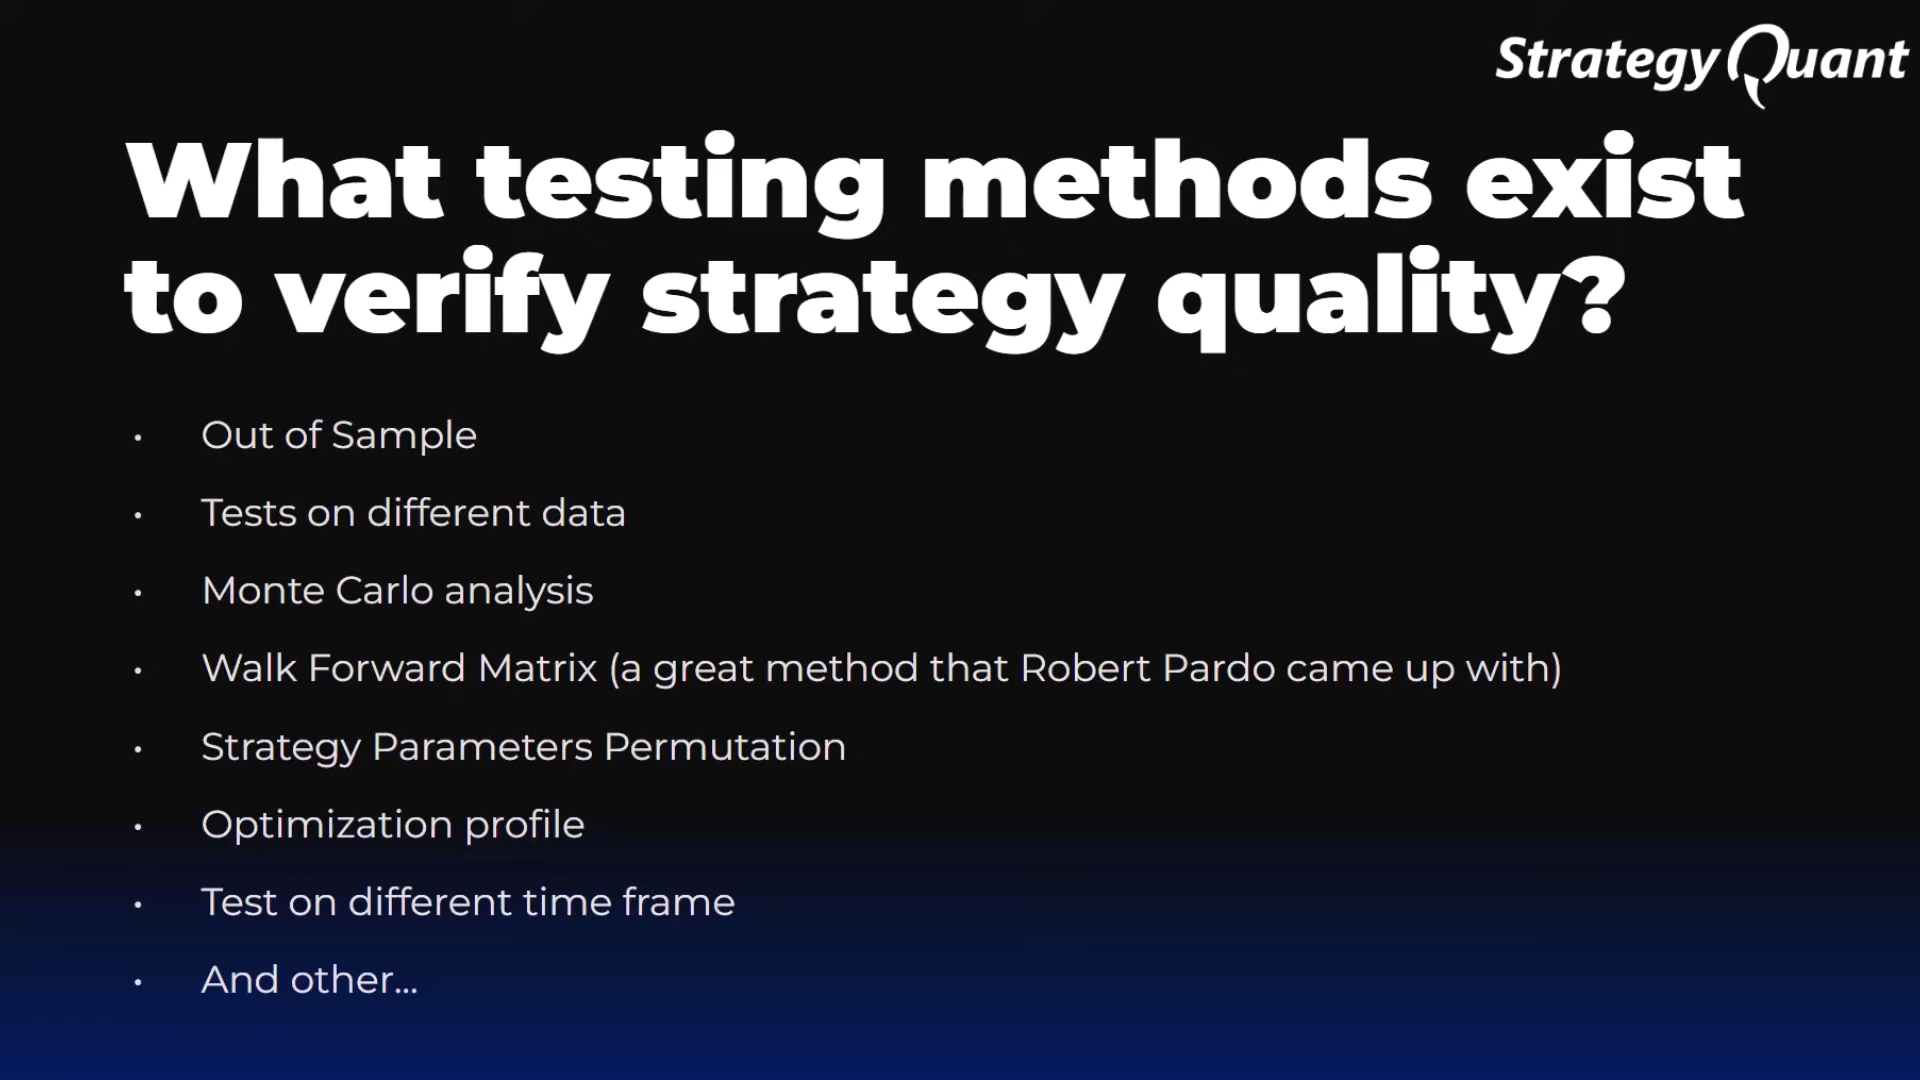 StrategyQuant
What testing methods exist
to verify strategy quality?
• Out of Sample
• Tests on different data
• Monte Carlo analysis
• Walk Forward Matrix (a great method that Robert Pardo came up with)
• Strategy Parameters Permutation
• Optimization profile
• Test on different time frame
• And other...